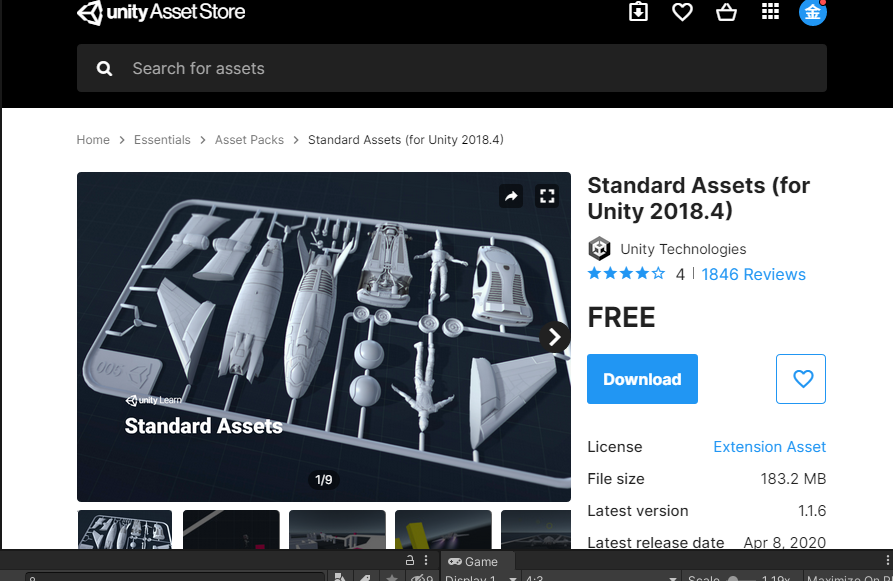 unity Asset Store
金
Search for assets
Home > Essentials > Asset Packs > Standard Assets (for Unity 2018.4)
Standard Assets (for
Unity 2018.4)
Unity Technologies
4 | 1846 Reviews
FREE
Download
005
unity Learn
Standard Assets
1/9
License Extension Asset
File size 183.2 MB
Latest version 1.1.6
Latest release date Apr 8, 2020
Game
9 Display 1 4:3 Scale 1.19x Maximize On